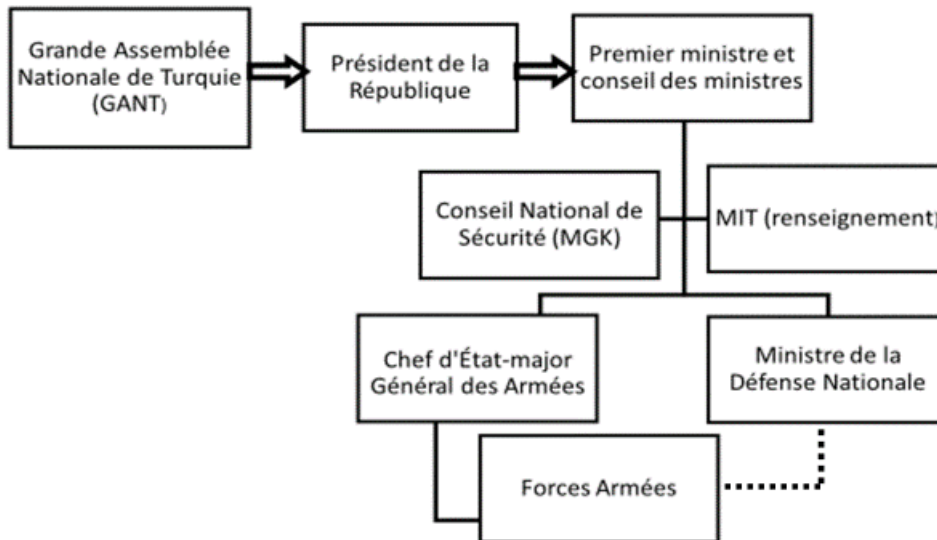 Grande Assemblée
Nationale de Turquie
(GANT)
Président de la
République
Premier ministre et
conseil des ministres
Conseil National de
Sécurité (MGK)
MIT (renseignement)
Chef d'État-major
Général des Armées
Ministre de la
Défense Nationale
Forces Armées